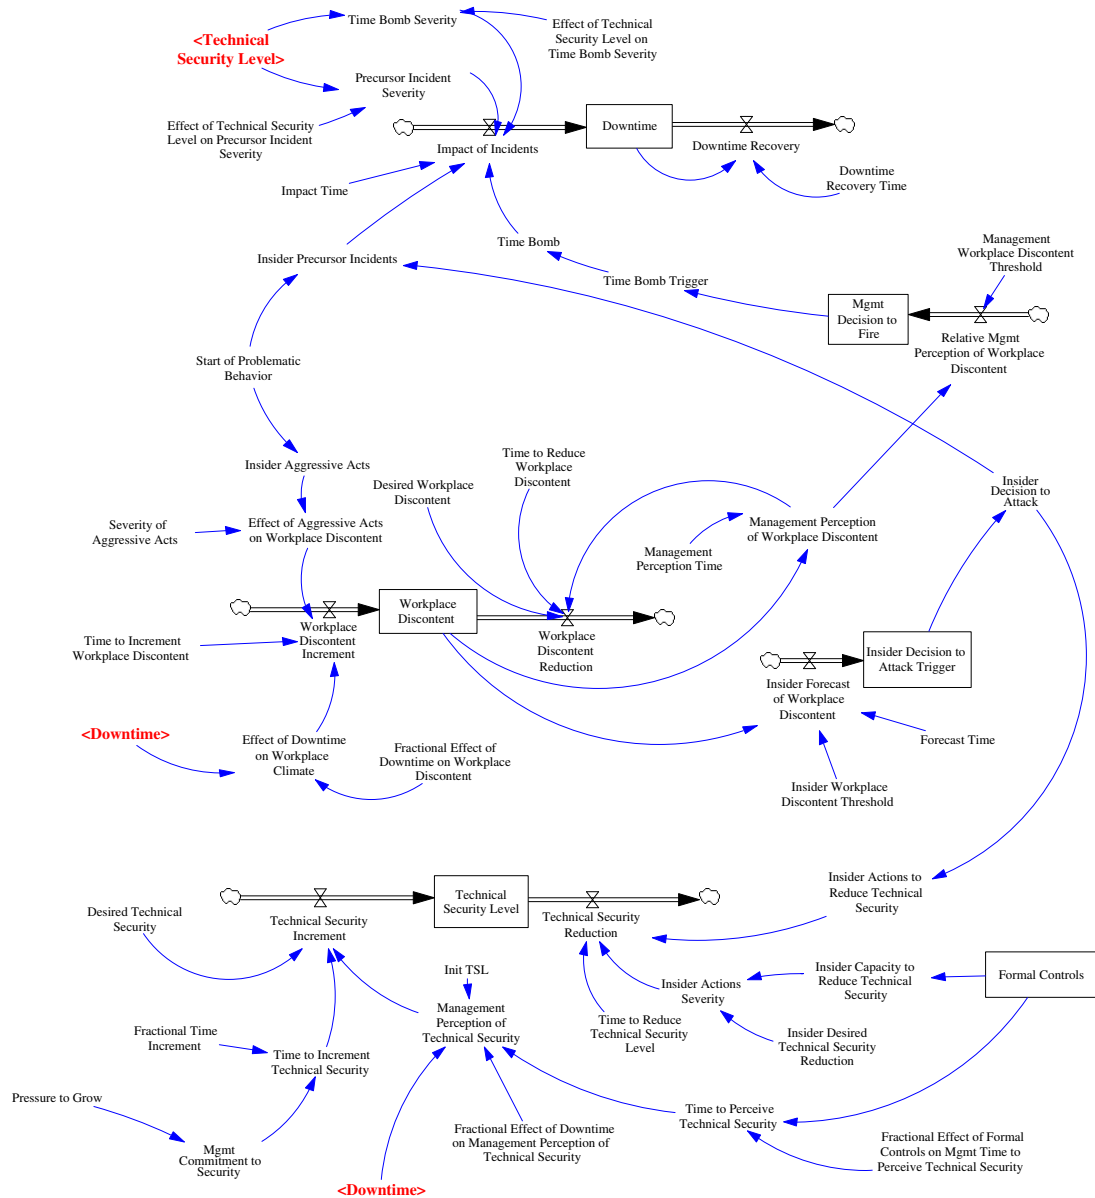 Time Bomb Severity
Effect of Technical
Security Level on
Time Bomb Severity
<Technical
Security Level>
Precursor Incident
Severity
Effect of Technical Security
Level on Precursor Incident
Severity
Downtime
Impact of Incidents
Downtime Recovery
Impact Time
Downtime
Recovery Time
Time Bomb
Insider Precursor Incidents
Time Bomb Trigger
Management
Workplace Discontent
Threshold
Mgmt
Decision to
Fire
Relative Mgmt
Perception of Workplace
Discontent
Start of Problematic
Behavior
Insider Aggressive Acts
Time to Reduce
Workplace
Discontent
Desired Workplace
Discontent
Insider
Decision to
Attack
Severity of
Aggressive Acts
Effect of Aggressive Acts
on Workplace Discontent
Management Perception
of Workplace Discontent
Management
Perception Time
Workplace
Discontent
Workplace
Discontent
Increment
Workplace
Discontent
Reduction
Time to Increment
Workplace Discontent
Insider Decision to
Attack Trigger
Insider Forecast
of Workplace
Discontent
<Downtime>
Effect of Downtime
on Workplace
Climate
Fractional Effect of
Downtime on Workplace
Discontent
Forecast Time
Insider Workplace
Discontent Threshold
Technical
Security Level
Insider Actions to
Reduce Technical
Security
Desired Technical
Security
Technical Security
Increment
Technical Security
Reduction
Init TSL
Insider Actions
Severity
Insider Capacity to
Reduce Technical
Security
Formal Controls
Management
Perception of
Technical Security
Time to Reduce
Technical Security
Level
Insider Desired
Technical Security
Reduction
Fractional Time
Increment
Time to Increment
Technical Security
Pressure to Grow
Mgmt
Commitment to
Security
Fractional Effect of Downtime
on Management Perception of
Technical Security
Time to Perceive
Technical Security
Fractional Effect of Formal
Controls on Mgmt Time to
Perceive Technical Security
<Downtime>